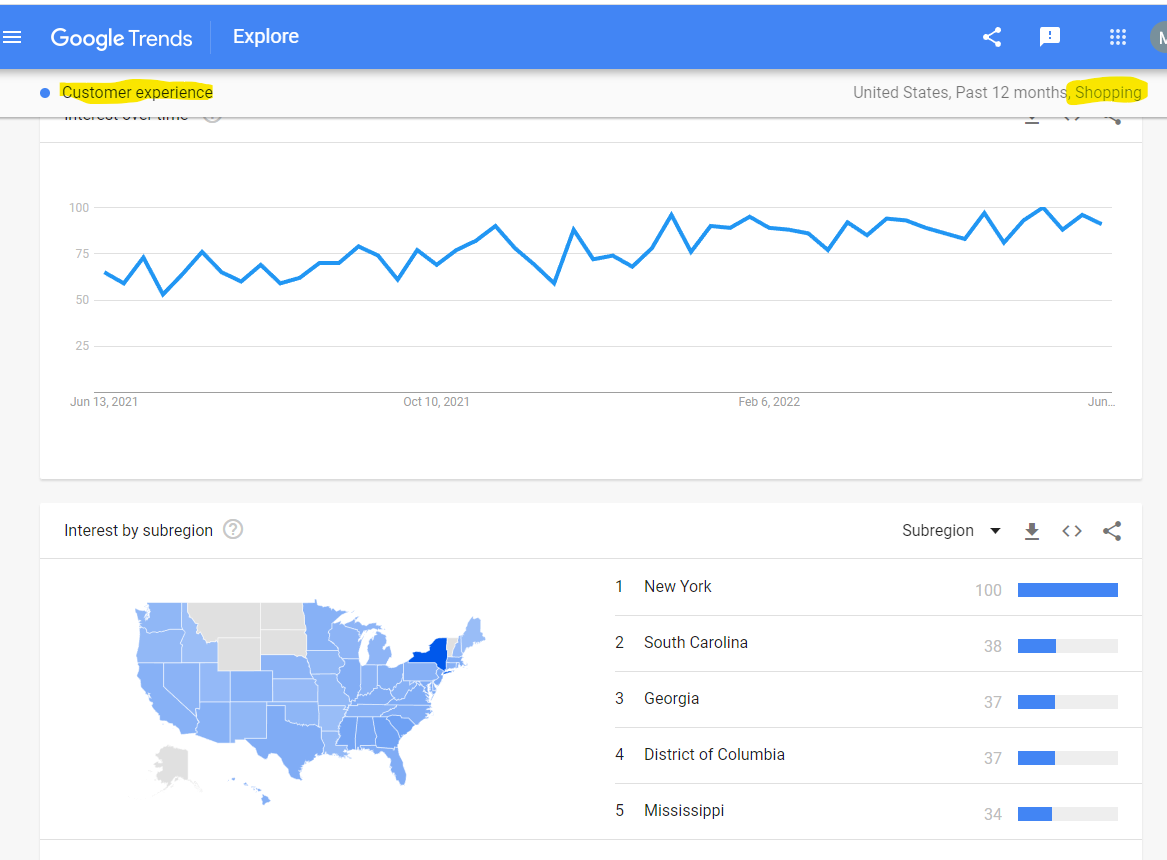 Google Trends Explore
M
Customer experience United States, Past 12 months, Shopping
Interest over time
100
75
50
25
Jun 13, 2021 Oct 10, 2021 Feb 6, 2022 Jun…
Interest by subregion ? Subregion
1 New York 100
2 South Carolina 38
3 Georgia 37
4 District of Columbia 37
5 Mississippi 34